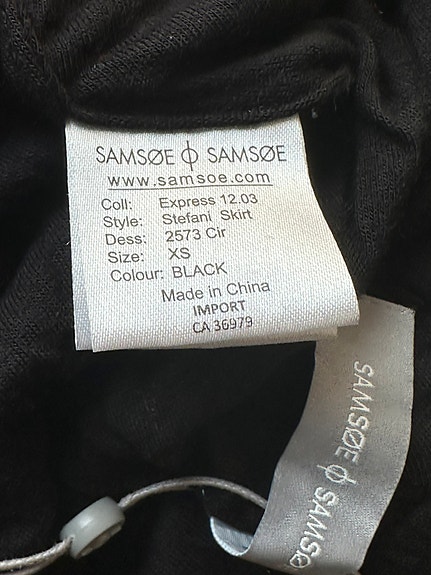 SAMSØE ϕ SAMSØE
www.samsoe.com
Coll: Express 12.03
Style: Stefani Skirt
Dess: 2573 Cir
Size: XS
Colour: BLACK
Made in China
IMPORT
CA 36979
SAMSØE ϕ SAMSØ